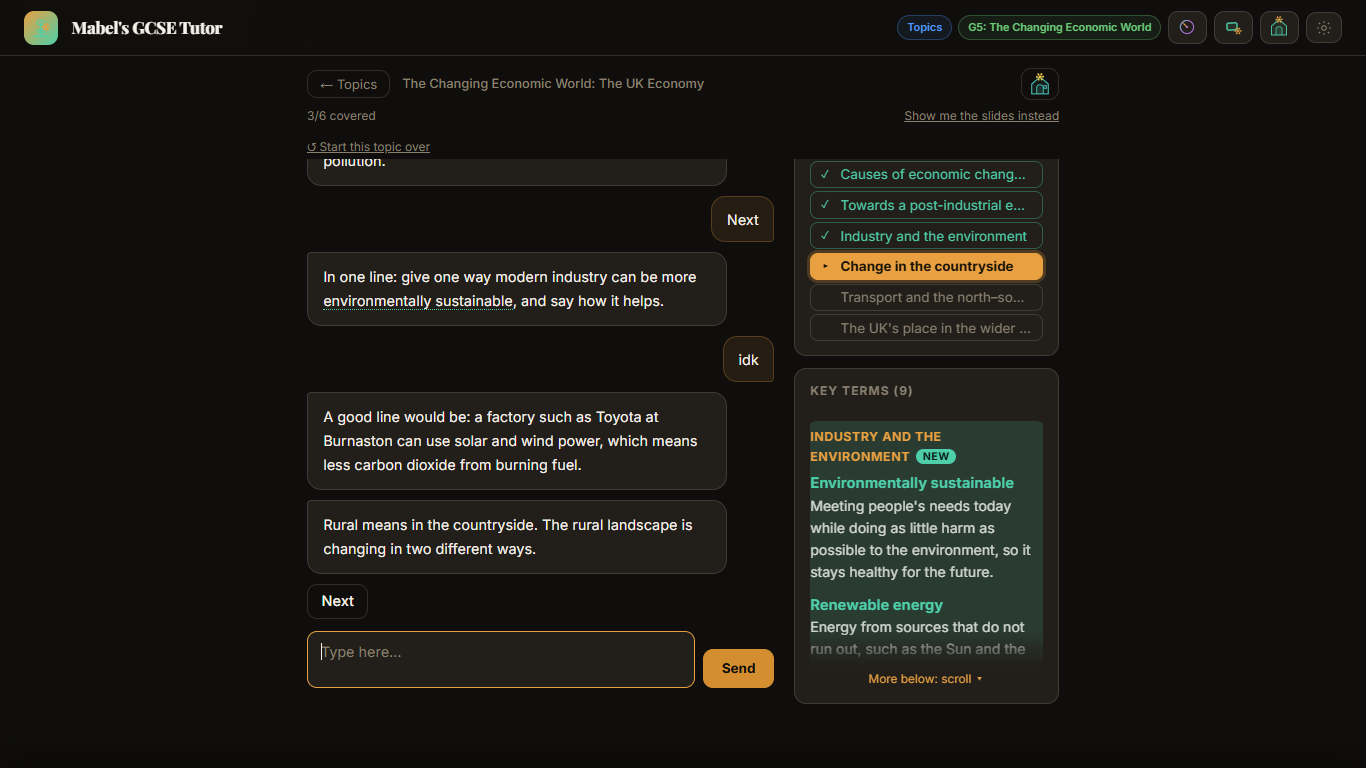 Mabel's GCSE Tutor
Topics
G5: The Changing Economic World
← Topics
The Changing Economic World: The UK Economy
3/6 covered
Show me the slides instead
↺ Start this topic over
pollution.
Next
In one line: give one way modern industry can be more
environmentally sustainable, and say how it helps.
idk
A good line would be: a factory such as Toyota at
Burnaston can use solar and wind power, which means
less carbon dioxide from burning fuel.
Rural means in the countryside. The rural landscape is
changing in two different ways.
Next
Type here...
Send
✓ Causes of economic chang...
✓ Towards a post-industrial e...
✓ Industry and the environment
▸ Change in the countryside
Transport and the north–so...
The UK's place in the wider ...
KEY TERMS (9)
INDUSTRY AND THE
ENVIRONMENT NEW
Environmentally sustainable
Meeting people's needs today
while doing as little harm as
possible to the environment, so it
stays healthy for the future.
Renewable energy
Energy from sources that do not
run out, such as the Sun and the
More below: scroll ▾